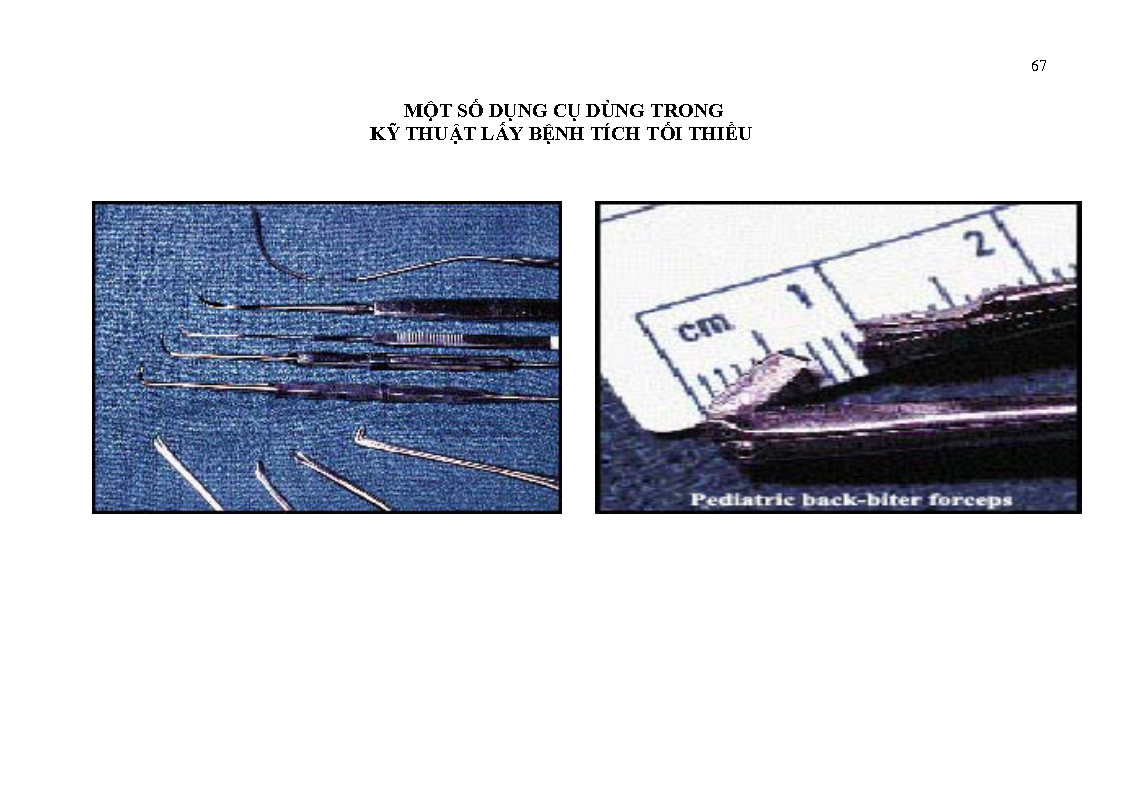 67
MỘT SỐ DỤNG CỤ DÙNG TRONG
KỸ THUẬT LẤY BỆNH TÍCH TỐI THIỂU
cm 1 2
Pediatric back-biter forceps